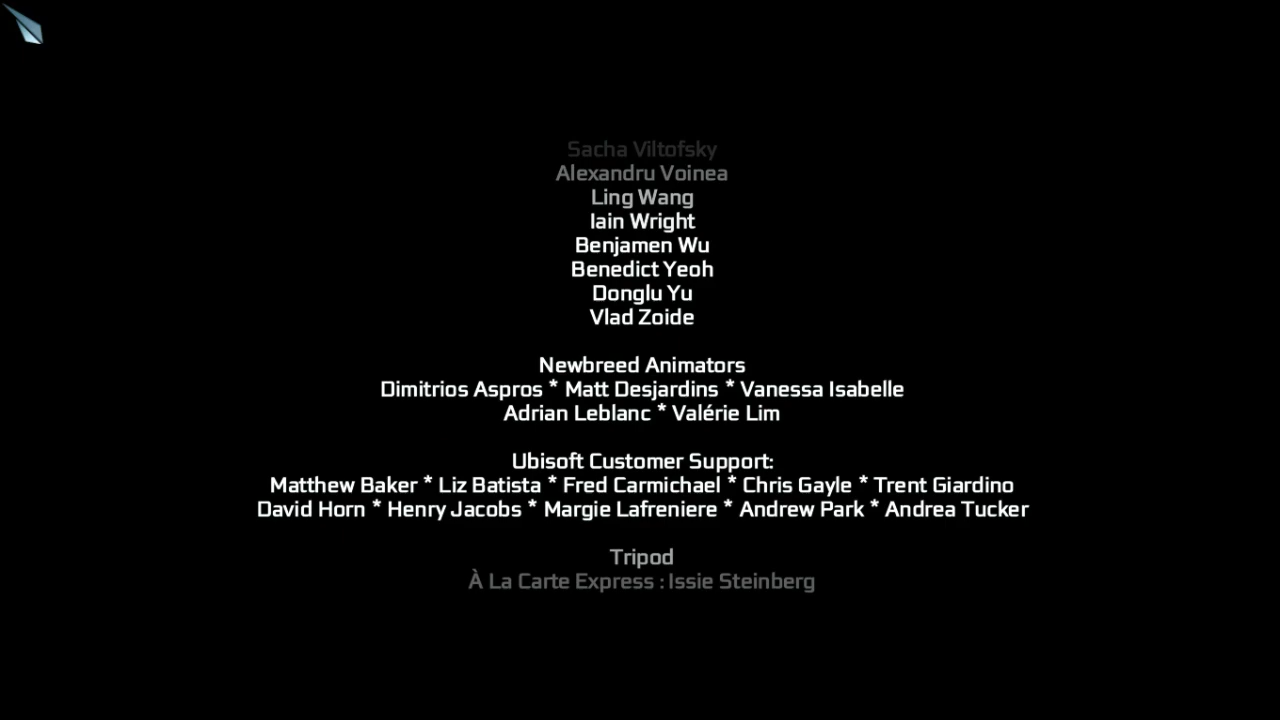 Sacha Viltofsky
Alexandru Voinea
Ling Wang
Iain Wright
Benjamen Wu
Benedict Yeoh
Donglu Yu
Vlad Zoide
Newbreed Animators
Dimitrios Aspros * Matt Desjardins * Vanessa Isabelle
Adrian Leblanc * Valérie Lim
Ubisoft Customer Support:
Matthew Baker * Liz Batista * Fred Carmichael * Chris Gayle * Trent Giardino
David Horn * Henry Jacobs * Margie Lafreniere * Andrew Park * Andrea Tucker
Tripod
À La Carte Express : Issie Steinberg